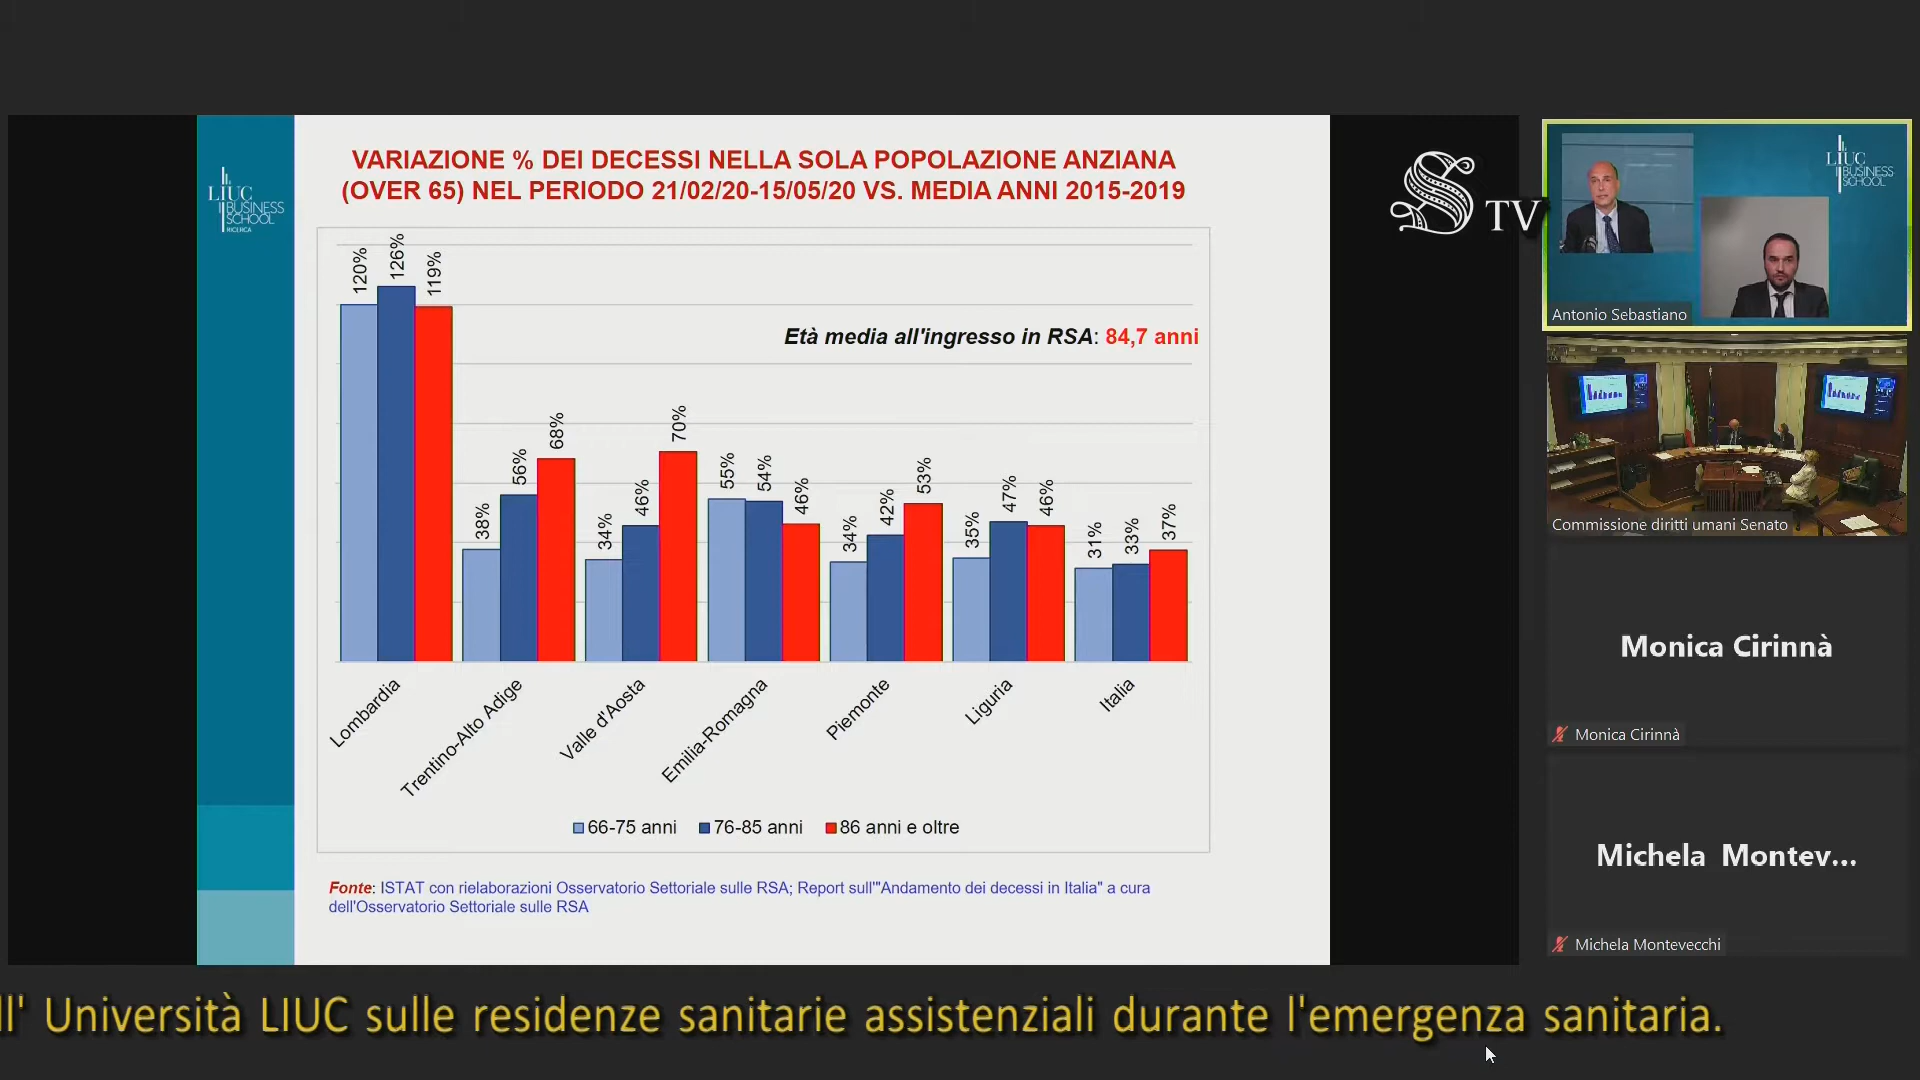 LIUC
BUSINESS
SCHOOL
RICERCA
VARIAZIONE % DEI DECESSI NELLA SOLA POPOLAZIONE ANZIANA
(OVER 65) NEL PERIODO 21/02/20-15/05/20 VS. MEDIA ANNI 2015-2019
Età media all'ingresso in RSA: 84,7 anni
120% 126% 119%
38% 56% 68%
34% 46% 70%
55% 54% 46%
34% 42% 53%
35% 47% 46%
31% 33% 37%
Lombardia
Trentino-Alto Adige
Valle d'Aosta
Emilia-Romagna
Piemonte
Liguria
Italia
66-75 anni 76-85 anni 86 anni e oltre
Fonte: ISTAT con rielaborazioni Osservatorio Settoriale sulle RSA; Report sull'"Andamento dei decessi in Italia" a cura
dell'Osservatorio Settoriale sulle RSA
S TV
LIUC
BUSINESS
SCHOOL
Antonio Sebastiano
Commissione diritti umani Senato
Monica Cirinnà
Monica Cirinnà
Michela Montev...
Michela Montevecchi
ll' Università LIUC sulle residenze sanitarie assistenziali durante l'emergenza sanitaria.